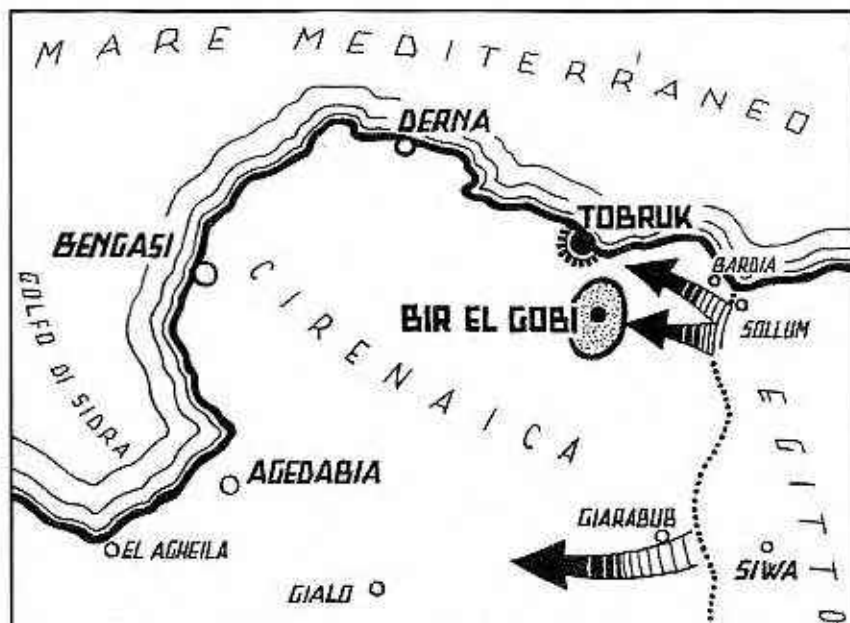 MARE MEDITERRANEO
DERNA
TOBRUK
BENGASI
BARDIA
CIRENAICA
BIR EL GOBI
SOLLUM
GOLFO DI SIDRA
EGITTO
AGEDABIA
GIARABUB
EL AGHEILA
SIWA
GIALO